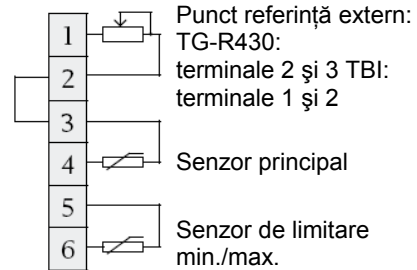 Punct referinţă extern:
1
TG-R430:
terminale 2 şi 3 TBI:
2
terminale 1 şi 2
3
4
Senzor principal
5
Senzor de limitare
6
min./max.